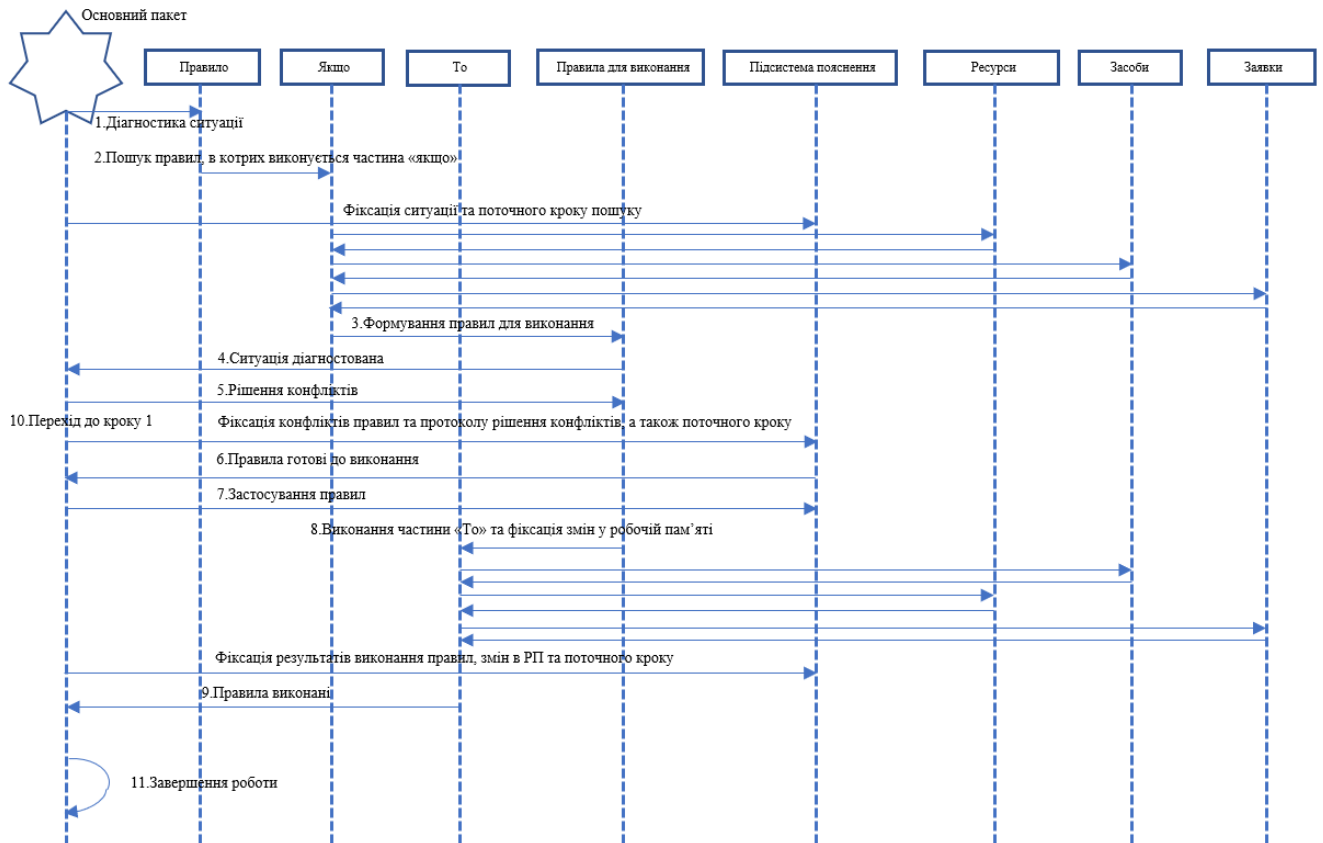 Основний пакет
Правило
Якщо
То
Правила для виконання
Підсистема пояснення
Ресурси
Засоби
Заявки
1.Діагностика ситуації
2.Пошук правил, в котрих виконується частина «якщо»
Фіксація ситуації та поточного кроку пошуку
3.Формування правил для виконання
4.Ситуація діагностована
5.Рішення конфліктів
10.Перехід до кроку 1
Фіксація конфліктів правил та протоколу рішення конфліктів, а також поточного кроку
6.Правила готові до виконання
7.Застосування правил
8.Виконання частини «То» та фіксація змін у робочій пам’яті
Фіксація результатів виконання правил, змін в РП та поточного кроку
9.Правила виконані
11.Завершення роботи